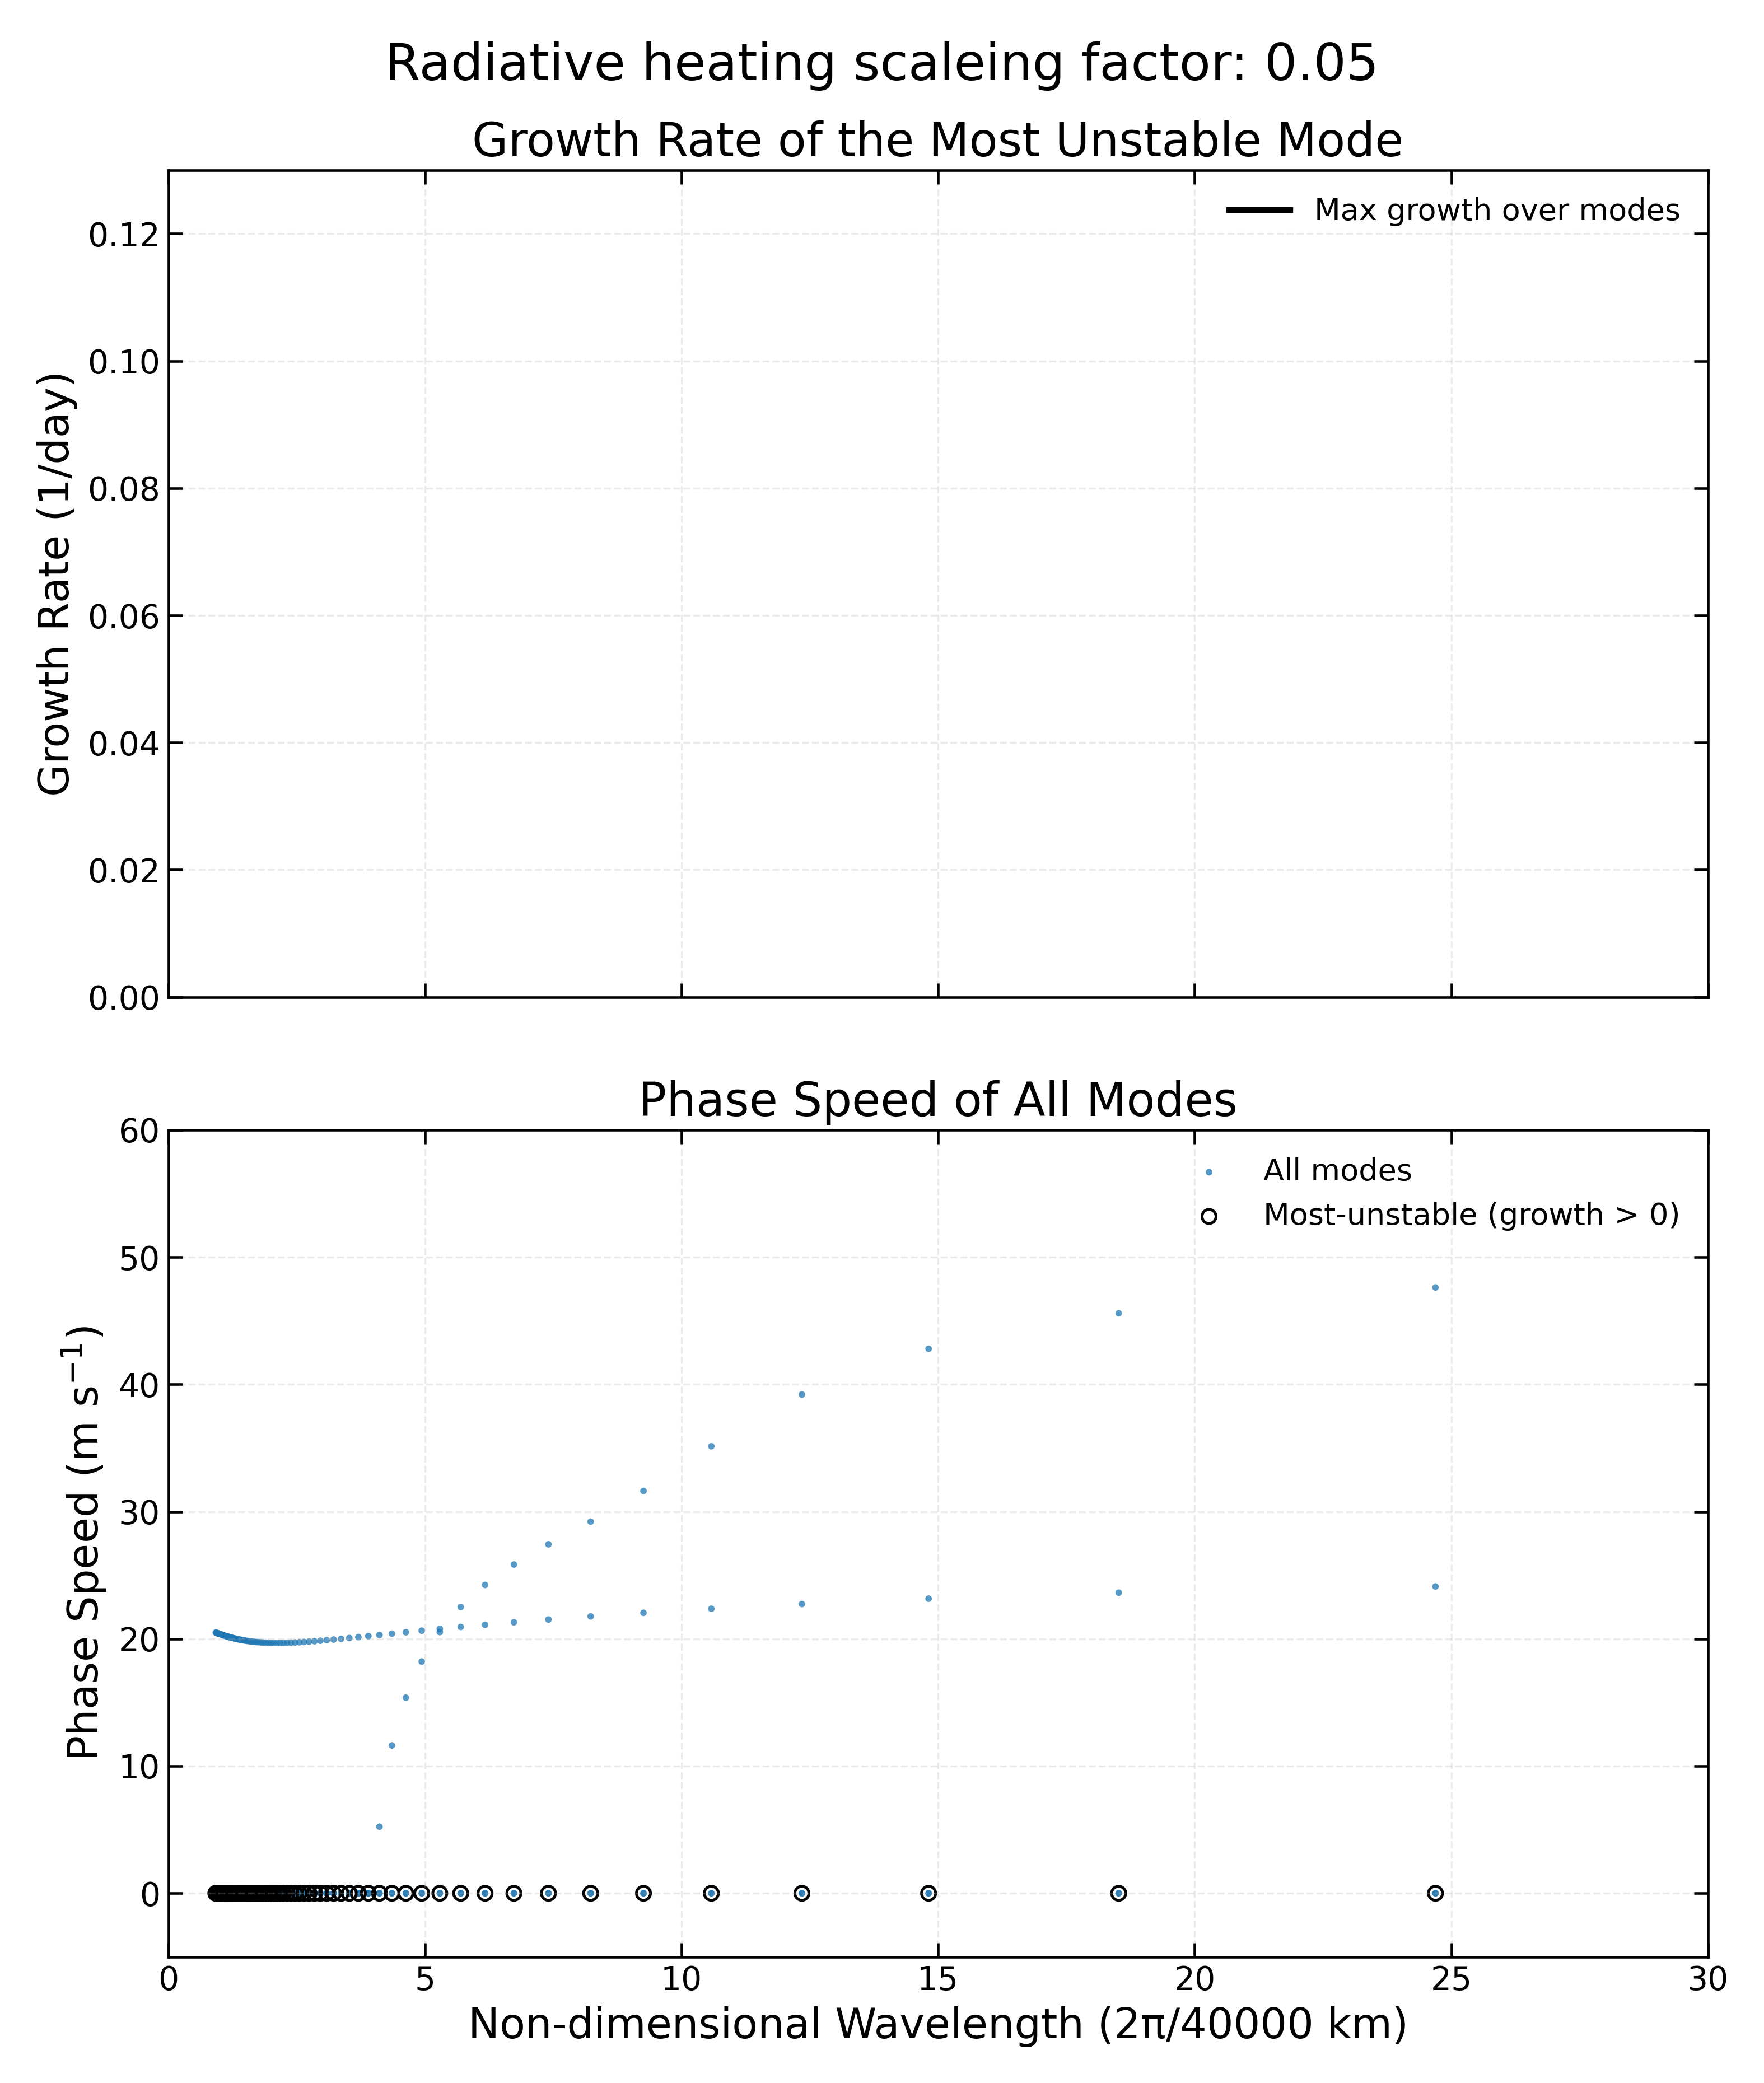 Radiative heating scaleing factor: 0.05
Growth Rate of the Most Unstable Mode
Max growth over modes
Growth Rate (1/day)
0.12
0.10
0.08
0.06
0.04
0.02
0.00
Phase Speed of All Modes
All modes
Most-unstable (growth > 0)
Phase Speed (m s⁻¹)
60
50
40
30
20
10
0
0 5 10 15 20 25 30
Non-dimensional Wavelength (2π/40000 km)